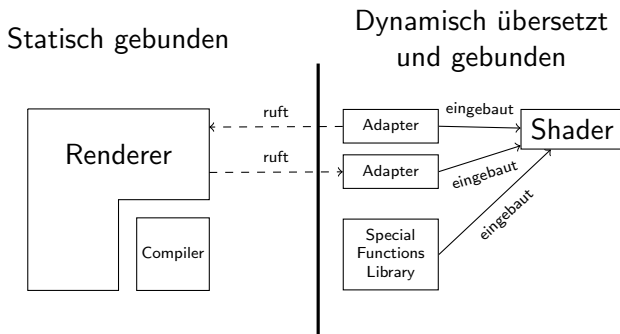 Statisch gebunden
Dynamisch übersetzt
und gebunden
Renderer
Compiler
ruft
ruft
Adapter
Adapter
Special
Functions
Library
eingebaut
eingebaut
eingebaut
Shader